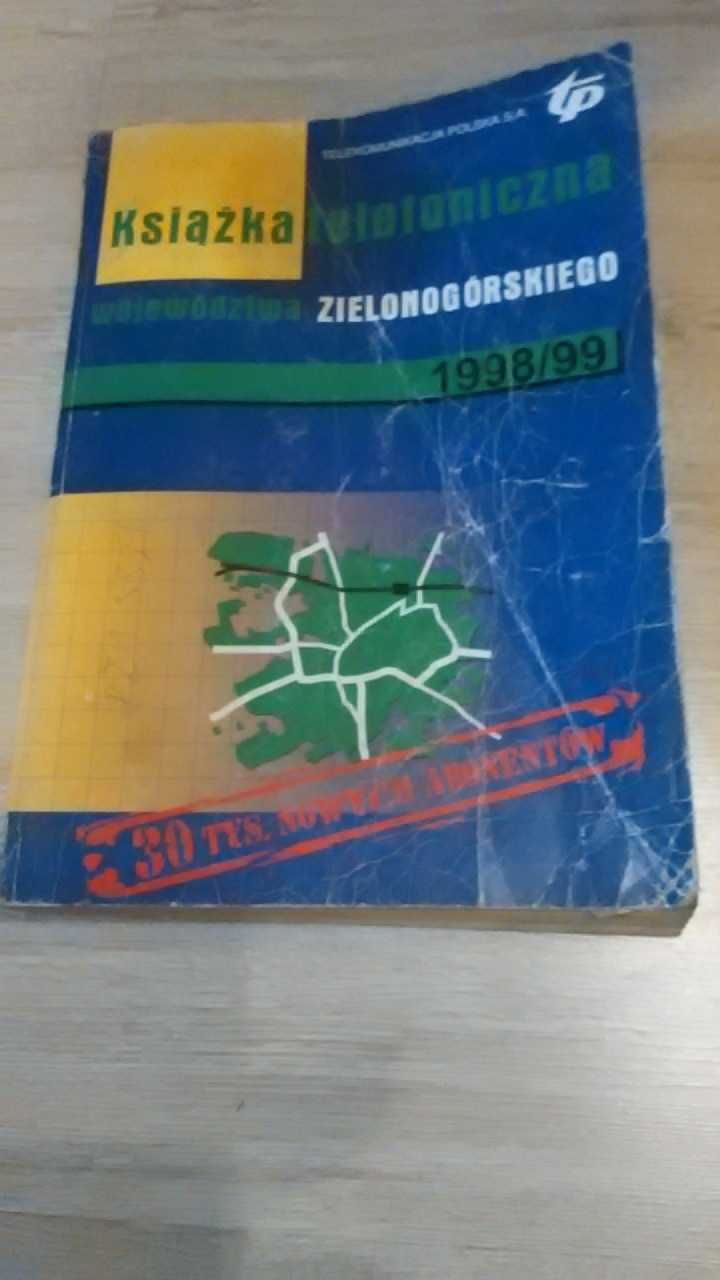 tp
TELEKOMUNIKACJA POLSKA S.A.
Książka telefoniczna
województwa ZIELONOGÓRSKIEGO
1998/99
30 TYS. NOWYCH ABONENTÓW